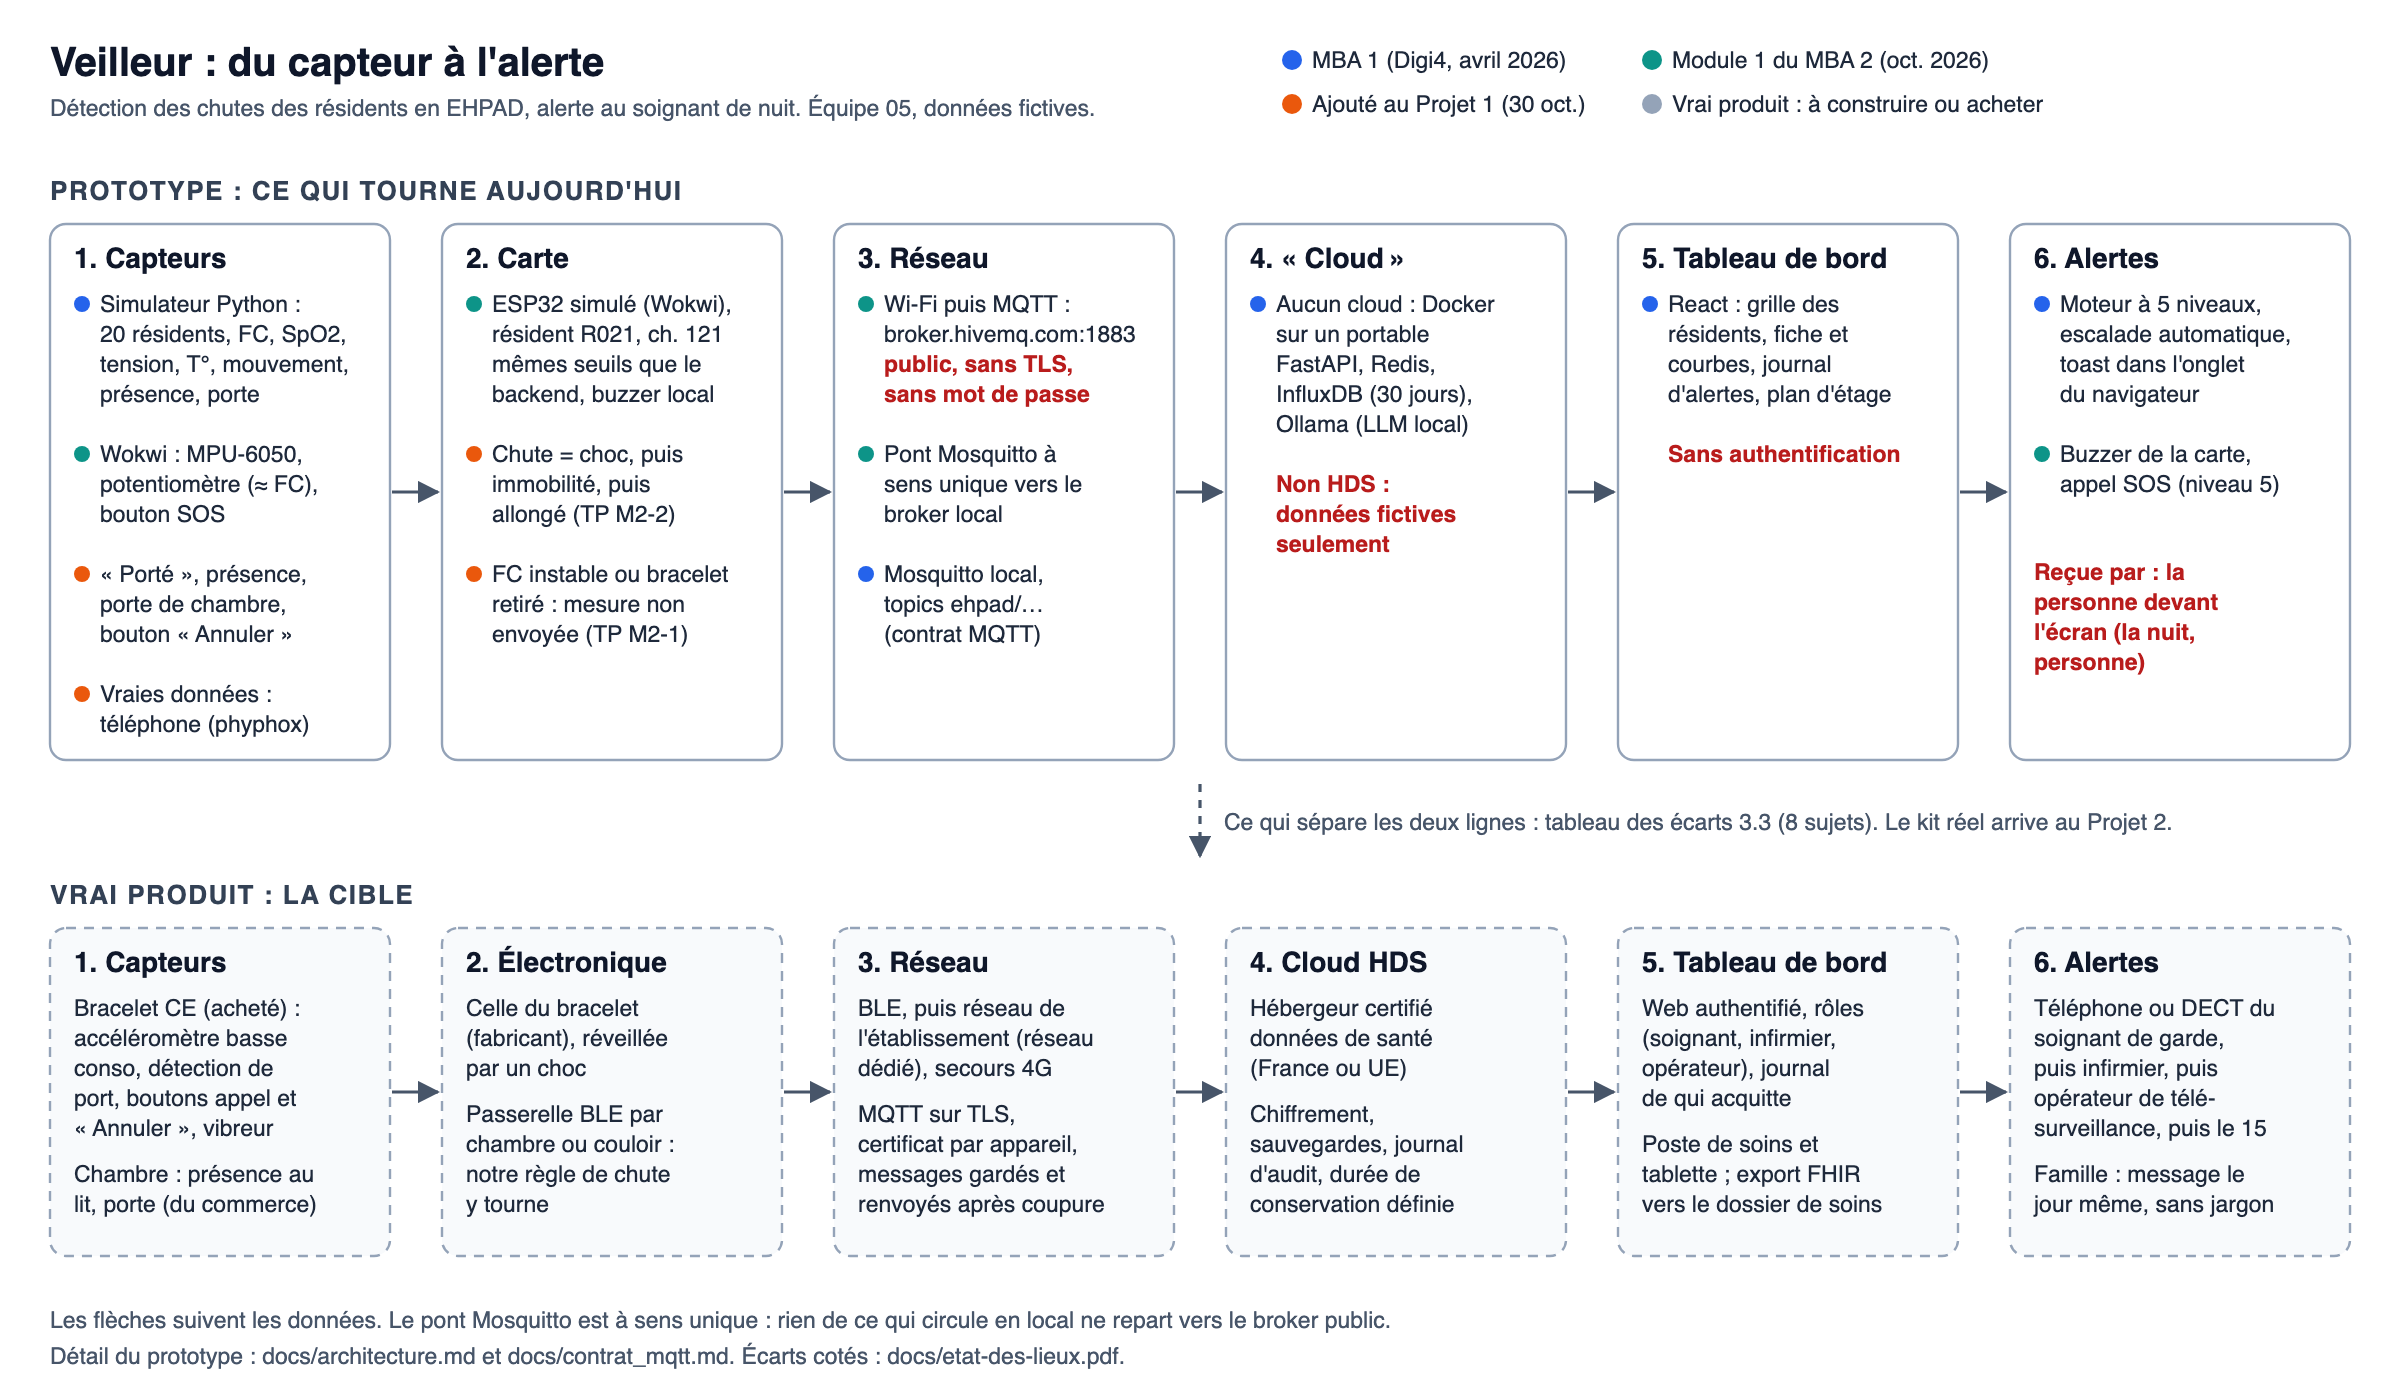 Veilleur : du capteur à l'alerte
Détection des chutes des résidents en EHPAD, alerte au soignant de nuit. Équipe 05, données fictives.
MBA 1 (Digi4, avril 2026)
Module 1 du MBA 2 (oct. 2026)
Ajouté au Projet 1 (30 oct.)
Vrai produit : à construire ou acheter
PROTOTYPE : CE QUI TOURNE AUJOURD'HUI
1. Capteurs
Simulateur Python :
20 résidents, FC, SpO2,
tension, T°, mouvement,
présence, porte
Wokwi : MPU-6050,
potentiomètre (≈ FC),
bouton SOS
« Porté », présence,
porte de chambre,
bouton « Annuler »
Vraies données :
téléphone (phyphox)
2. Carte
ESP32 simulé (Wokwi),
résident R021, ch. 121
mêmes seuils que le
backend, buzzer local
Chute = choc, puis
immobilité, puis
allongé (TP M2-2)
FC instable ou bracelet
retiré : mesure non
envoyée (TP M2-1)
3. Réseau
Wi-Fi puis MQTT :
broker.hivemq.com:1883
public, sans TLS,
sans mot de passe
Pont Mosquitto à
sens unique vers le
broker local
Mosquitto local,
topics ehpad/…
(contrat MQTT)
4. « Cloud »
Aucun cloud : Docker
sur un portable
FastAPI, Redis,
InfluxDB (30 jours),
Ollama (LLM local)
Non HDS :
données fictives
seulement
5. Tableau de bord
React : grille des
résidents, fiche et
courbes, journal
d'alertes, plan d'étage
Sans authentification
6. Alertes
Moteur à 5 niveaux,
escalade automatique,
toast dans l'onglet
du navigateur
Buzzer de la carte,
appel SOS (niveau 5)
Reçue par : la
personne devant
l'écran (la nuit,
personne)
Ce qui sépare les deux lignes : tableau des écarts 3.3 (8 sujets). Le kit réel arrive au Projet 2.
VRAI PRODUIT : LA CIBLE
1. Capteurs
Bracelet CE (acheté) :
accéléromètre basse
conso, détection de
port, boutons appel et
« Annuler », vibreur
Chambre : présence au
lit, porte (du commerce)
2. Électronique
Celle du bracelet
(fabricant), réveillée
par un choc
Passerelle BLE par
chambre ou couloir :
notre règle de chute
y tourne
3. Réseau
BLE, puis réseau de
l'établissement (réseau
dédié), secours 4G
MQTT sur TLS,
certificat par appareil,
messages gardés et
renvoyés après coupure
4. Cloud HDS
Hébergeur certifié
données de santé
(France ou UE)
Chiffrement,
sauvegardes, journal
d'audit, durée de
conservation définie
5. Tableau de bord
Web authentifié, rôles
(soignant, infirmier,
opérateur), journal
de qui acquitte
Poste de soins et
tablette ; export FHIR
vers le dossier de soins
6. Alertes
Téléphone ou DECT du
soignant de garde,
puis infirmier, puis
opérateur de télé-
surveillance, puis le 15
Famille : message le
jour même, sans jargon
Les flèches suivent les données. Le pont Mosquitto est à sens unique : rien de ce qui circule en local ne repart vers le broker public.
Détail du prototype : docs/architecture.md et docs/contrat_mqtt.md. Écarts cotés : docs/etat-des-lieux.pdf.